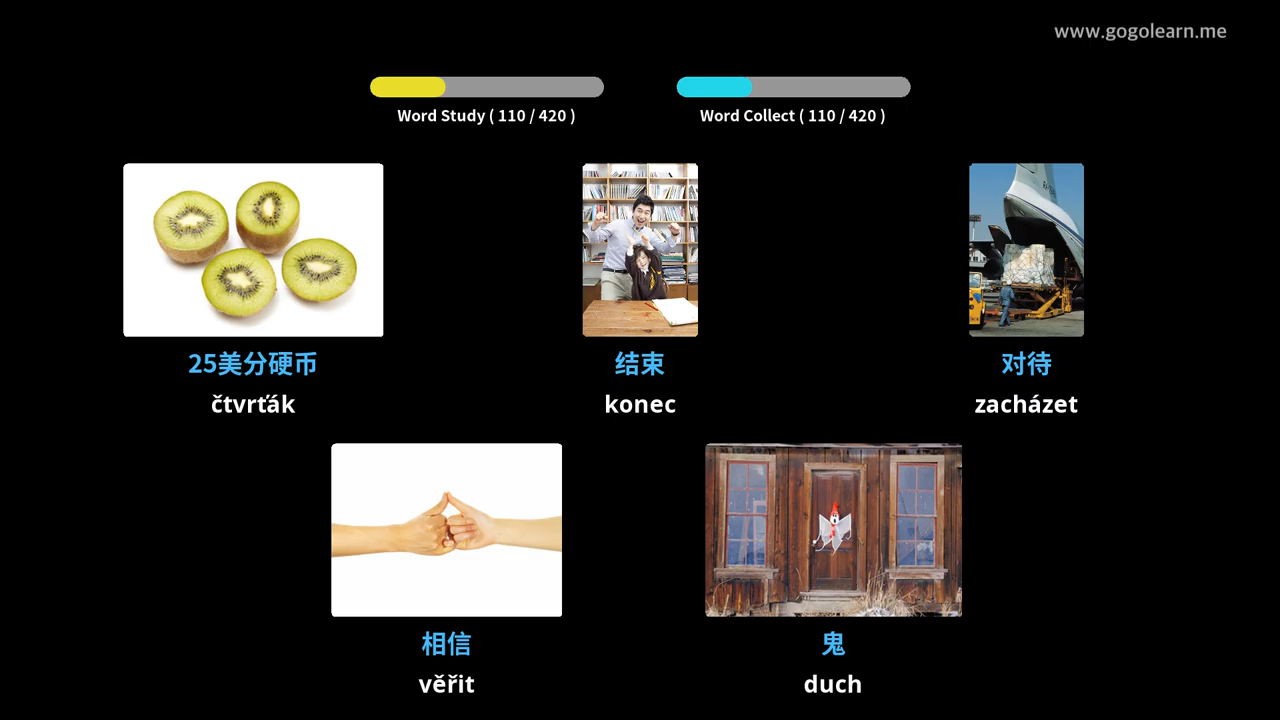 www.gogolearn.me
Word Study ( 110 / 420 )
Word Collect ( 110 / 420 )
25美分硬币
čtvrťák
结束
konec
对待
zacházet
相信
věřit
鬼
duch